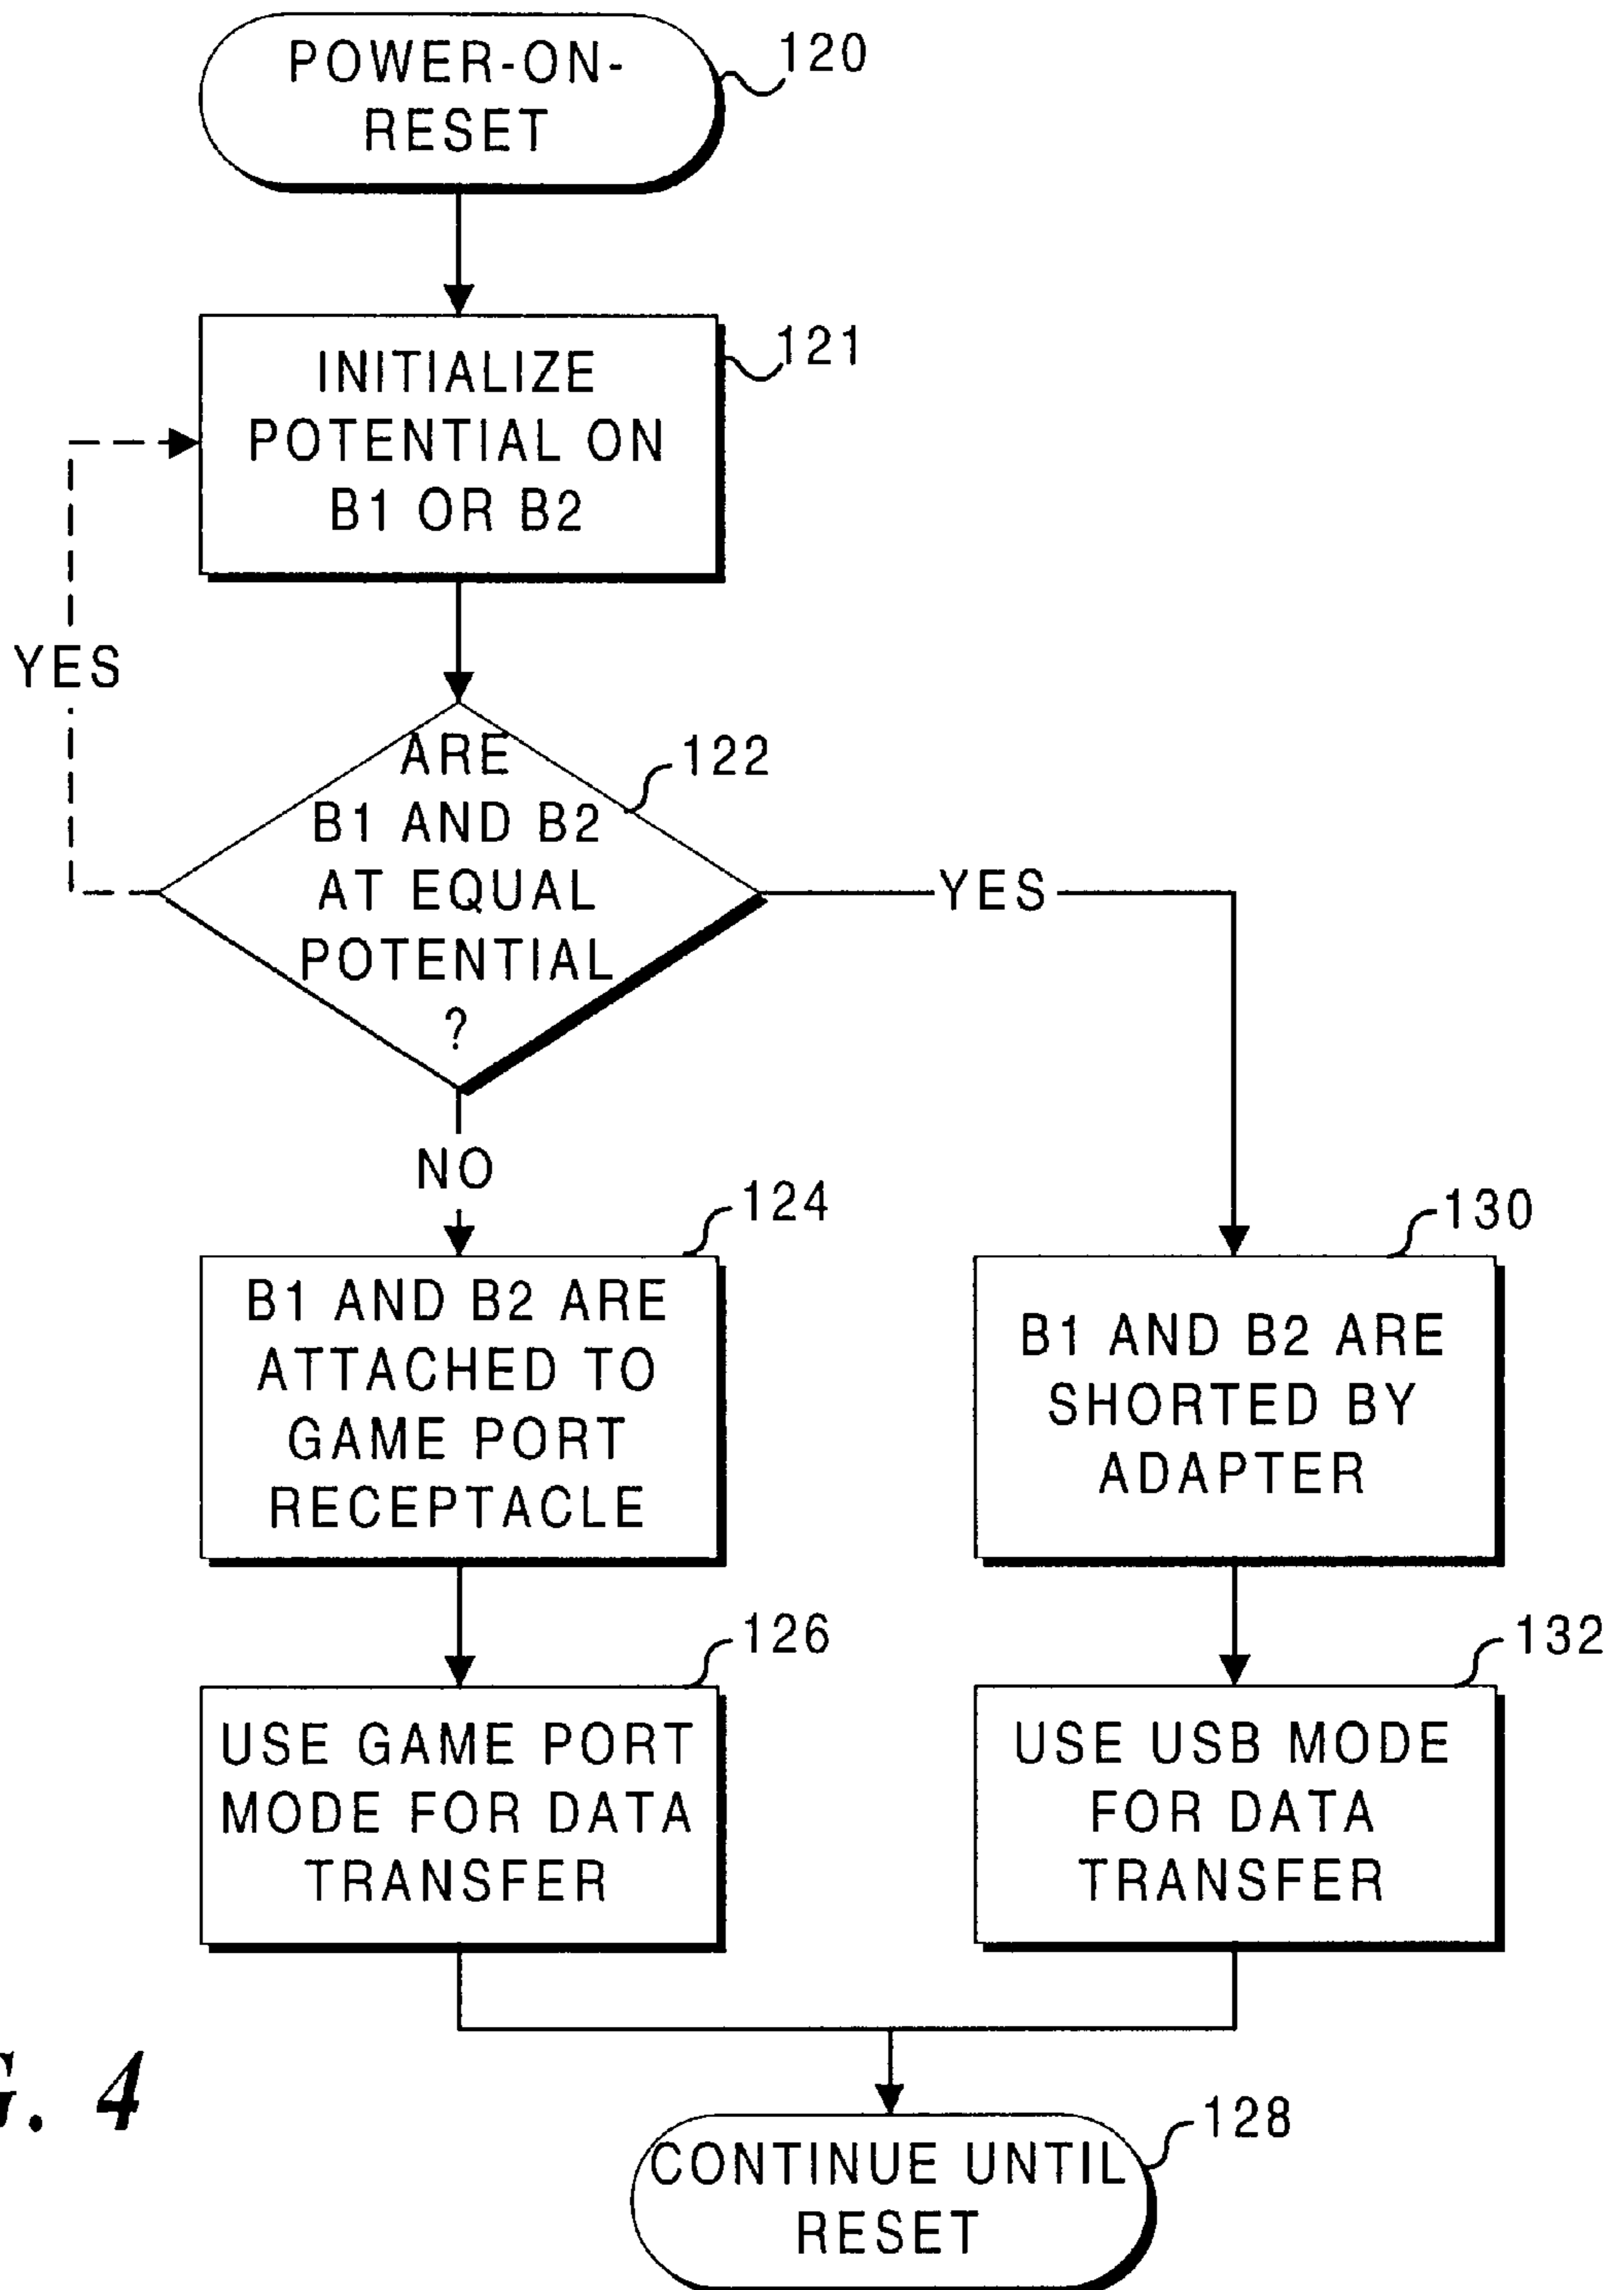 POWER-ON-
RESET
120
INITIALIZE
POTENTIAL ON
B1 OR B2
121
YES
ARE
B1 AND B2
AT EQUAL
POTENTIAL
?
122
YES
NO
B1 AND B2 ARE
ATTACHED TO
GAME PORT
RECEPTACLE
124
B1 AND B2 ARE
SHORTED BY
ADAPTER
130
USE GAME PORT
MODE FOR DATA
TRANSFER
126
USE USB MODE
FOR DATA
TRANSFER
132
CONTINUE UNTIL
RESET
128
G. 4